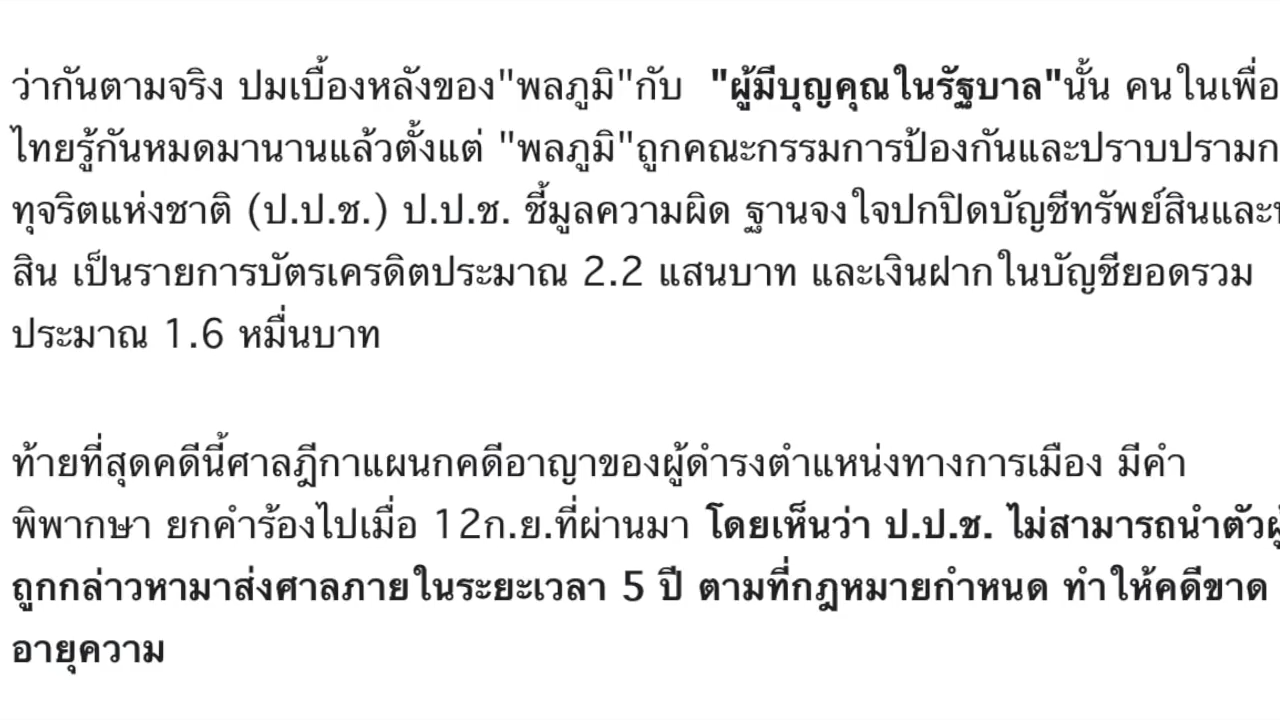 ว่ากันตามจริง ปมเบื้องหลังของ"พลภูมิ"กับ "ผู้มีบุญคุณในรัฐบาล"นั้น คนในเพื่อ
ไทยรู้กันหมดมานานแล้วตั้งแต่ "พลภูมิ"ถูกคณะกรรมการป้องกันและปราบปรามก
ทุจริตแห่งชาติ (ป.ป.ช.) ป.ป.ช. ชี้มูลความผิด ฐานจงใจปกปิดบัญชีทรัพย์สินและ
สิน เป็นรายการบัตรเครดิตประมาณ 2.2 แสนบาท และเงินฝากในบัญชียอดรวม
ประมาณ 1.6 หมื่นบาท
ท้ายที่สุดคดีนี้ศาลฎีกาแผนกคดีอาญาของผู้ดำรงตำแหน่งทางการเมือง มีคำ
พิพากษา ยกคำร้องไปเมื่อ 12ก.ย.ที่ผ่านมา โดยเห็นว่า ป.ป.ช. ไม่สามารถนำตัวผู้
ถูกกล่าวหามาส่งศาลภายในระยะเวลา 5 ปี ตามที่กฎหมายกำหนด ทำให้คดีขาด
อายุความ